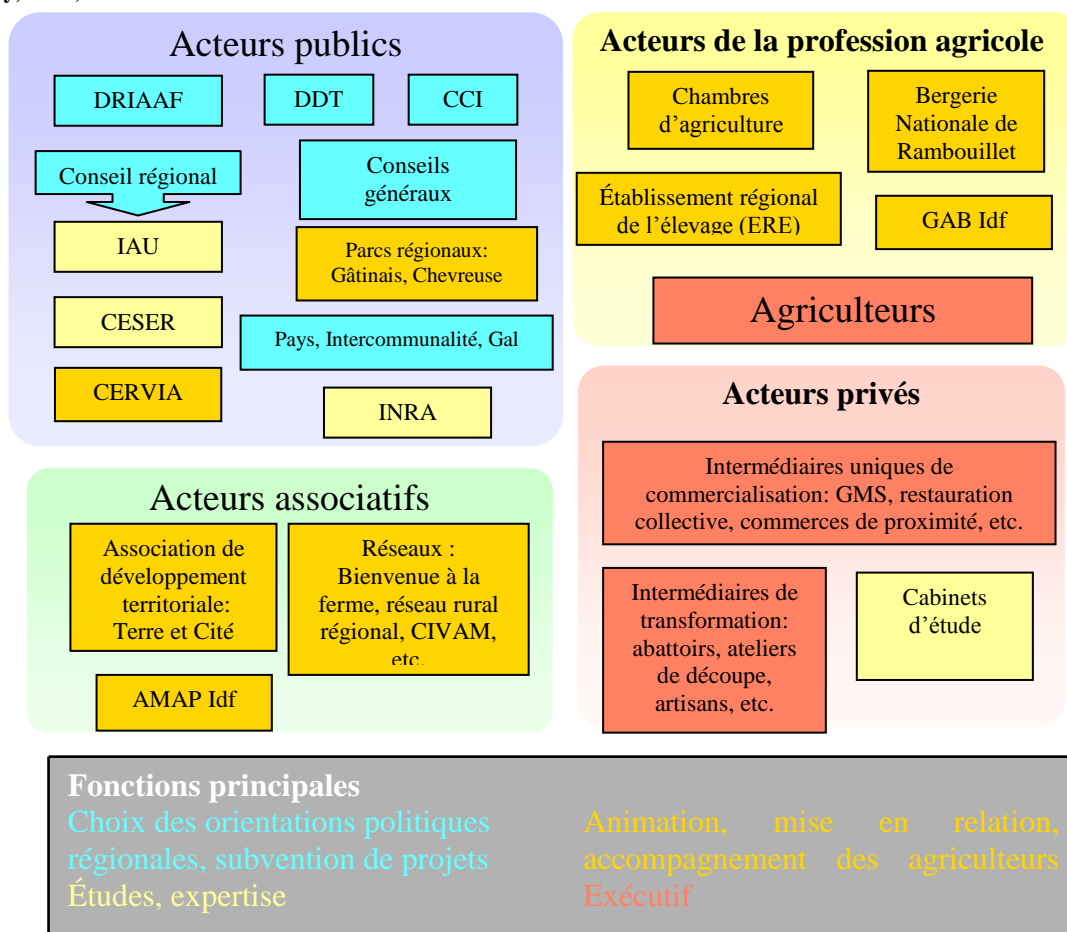 Acteurs publics
DRIAAF
DDT
CCI
Conseil régional
Conseils
généraux
IAU
Parcs régionaux:
Gâtinais, Chevreuse
CESER
Pays, Intercommunalité, Gal
CERVIA
INRA
Acteurs de la profession agricole
Chambres
d'agriculture
Bergerie
Nationale de
Rambouillet
Établissement régional
de l'élevage (ERE)
GAB Idf
Agriculteurs
Acteurs associatifs
Association de
développement
territoriale:
Terre et Cité
Réseaux :
Bienvenue à la
ferme, réseau rural
régional, CIVAM,
etc.
AMAP Idf
Acteurs privés
Intermédiaires uniques de
commercialisation: GMS, restauration
collective, commerces de proximité, etc.
Intermédiaires de
transformation:
abattoirs, ateliers
de découpe,
artisans, etc.
Cabinets
d'étude
Fonctions principales
Choix des orientations politiques
régionales, subvention de projets
Études, expertise
Animation, mise en relation,
accompagnement des agriculteurs
Exécutif